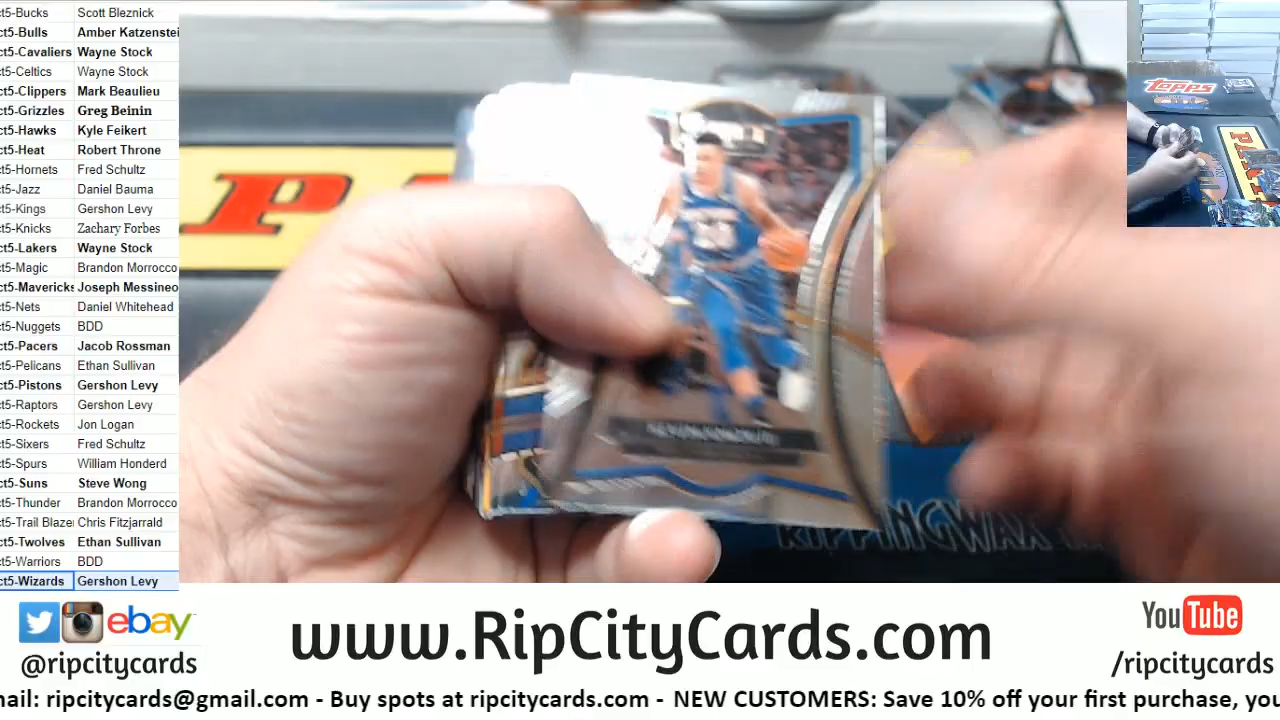 ct5-Bucks Scott Bleznick
ct5-Bulls Amber Katzenstei
ct5-Cavaliers Wayne Stock
ct5-Celtics Wayne Stock
ct5-Clippers Mark Beaulieu
ct5-Grizzles Greg Beinin
ct5-Hawks Kyle Feikert
ct5-Heat Robert Throne
ct5-Hornets Fred Schultz
ct5-Jazz Daniel Bauma
ct5-Kings Gershon Levy
ct5-Knicks Zachary Forbes
ct5-Lakers Wayne Stock
ct5-Magic Brandon Morrocco
ct5-Mavericks Joseph Messineo
ct5-Nets Daniel Whitehead
ct5-Nuggets BDD
ct5-Pacers Jacob Rossman
ct5-Pelicans Ethan Sullivan
ct5-Pistons Gershon Levy
ct5-Raptors Gershon Levy
ct5-Rockets Jon Logan
ct5-Sixers Fred Schultz
ct5-Spurs William Honderd
ct5-Suns Steve Wong
ct5-Thunder Brandon Morrocco
ct5-Trail Blaze Chris Fitzjarrald
ct5-Twolves Ethan Sullivan
ct5-Warriors BDD
ct5-Wizards Gershon Levy
topps
PA
RIPPINGWAX
ebay
@ripcitycards
www.RipCityCards.com
YouTube
/ripcitycards
mail: ripcitycards@gmail.com - Buy spots at ripcitycards.com - NEW CUSTOMERS: Save 10% off your first purchase, you